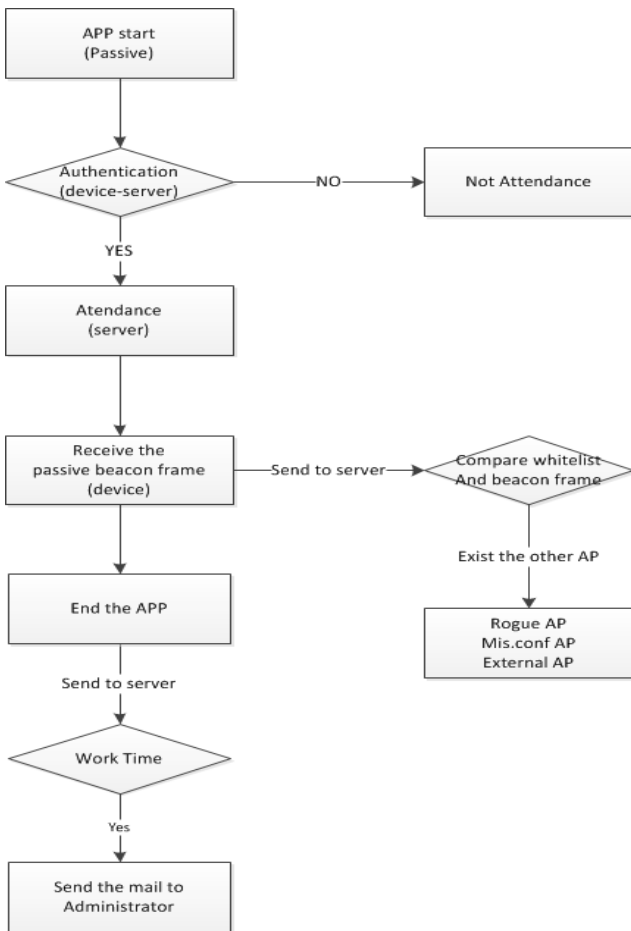 APP start
(Passive)
Authentication
(device-server)
NO
Not Attendance
YES
Atendance
(server)
Receive the
passive beacon frame
(device)
Send to server
Compare whitelist
And beacon frame
Exist the other AP
End the APP
Rogue AP
Mis.conf AP
External AP
Send to server
Work Time
Yes
Send the mail to
Administrator